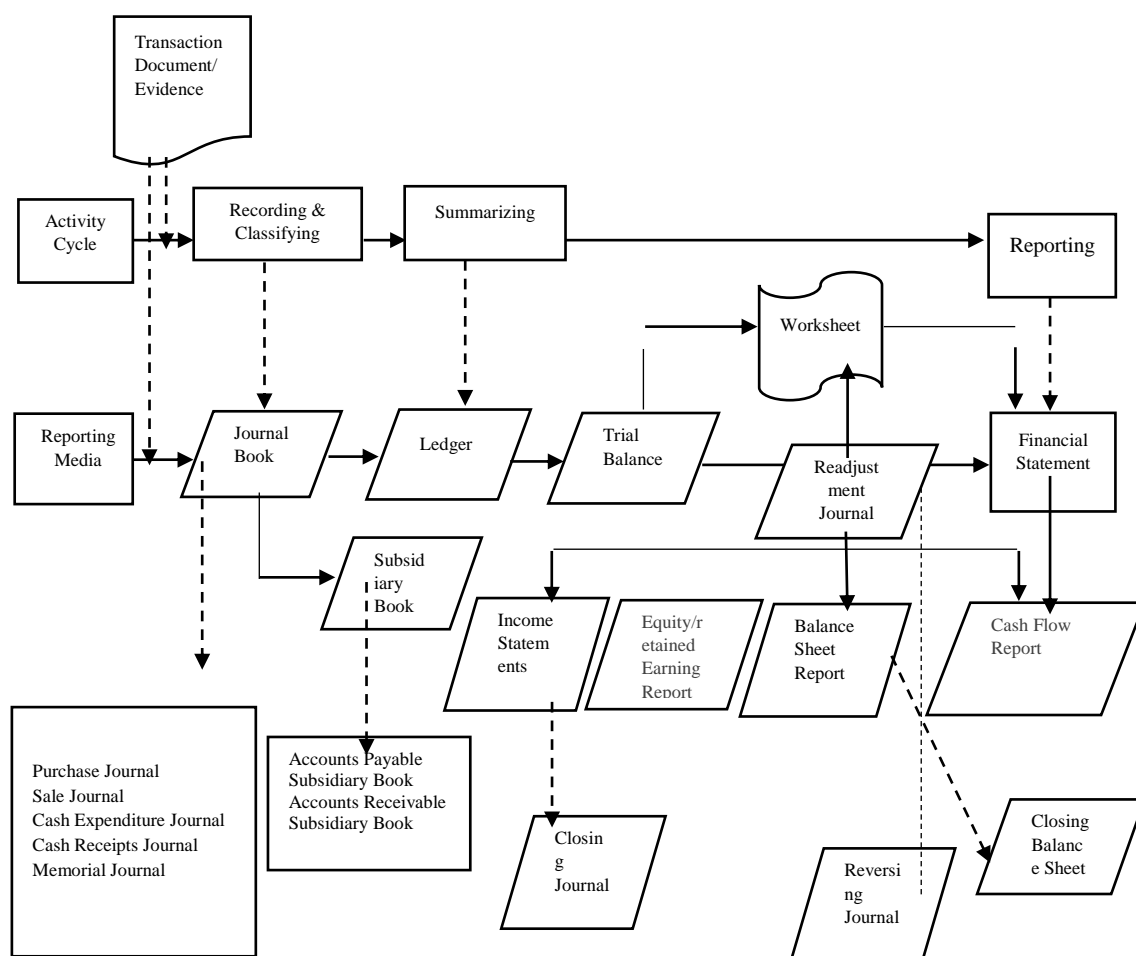 Transaction
Document/
Evidence
Activity
Cycle
Recording &
Classifying
Summarizing
Reporting
Worksheet
Reporting
Media
Journal
Book
Ledger
Trial
Balance
Readjust
ment
Journal
Financial
Statement
Subsid
iary
Book
Income
Statem
ents
Equity/r
etained
Earning
Report
Balance
Sheet
Report
Cash Flow
Report
Purchase Journal
Sale Journal
Cash Expenditure Journal
Cash Receipts Journal
Memorial Journal
Accounts Payable
Subsidiary Book
Accounts Receivable
Subsidiary Book
Closin
g
Journal
Reversi
ng
Journal
Closing
Balanc
e Sheet